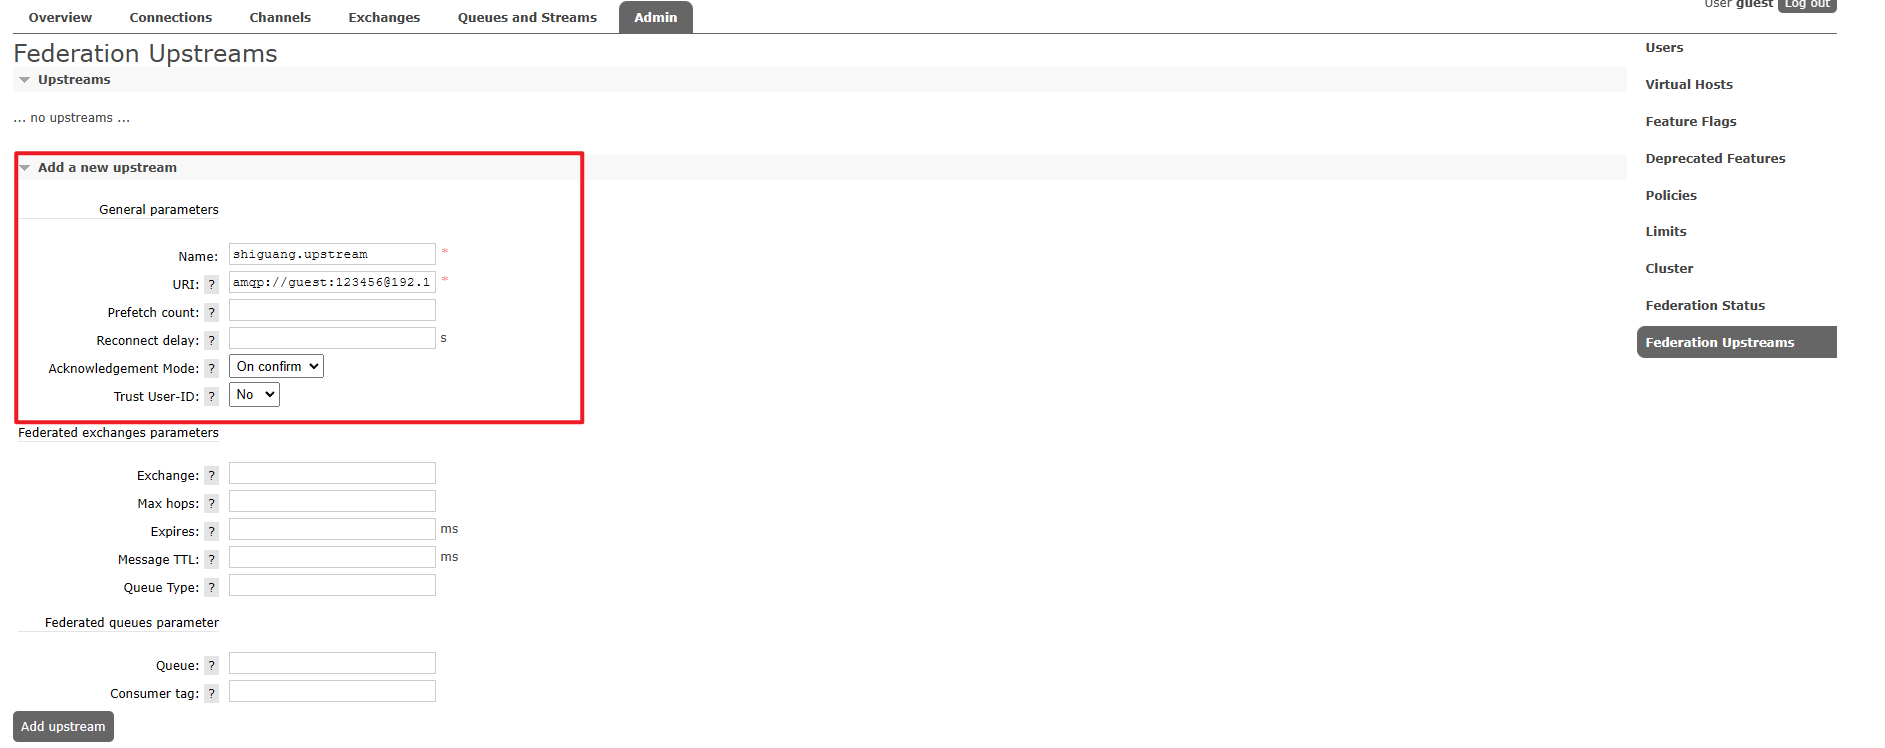 User guest Log out
Overview Connections Channels Exchanges Queues and Streams Admin
Federation Upstreams
Upstreams
... no upstreams ...
Add a new upstream
General parameters
Name: shiguang.upstream *
URI: ? amqp://guest:123456@192.1 *
Prefetch count: ?
Reconnect delay: ? s
Acknowledgement Mode: ? On confirm
Trust User-ID: ? No
Federated exchanges parameters
Exchange: ?
Max hops: ?
Expires: ? ms
Message TTL: ? ms
Queue Type: ?
Federated queues parameter
Queue: ?
Consumer tag: ?
Add upstream
Users
Virtual Hosts
Feature Flags
Deprecated Features
Policies
Limits
Cluster
Federation Status
Federation Upstreams